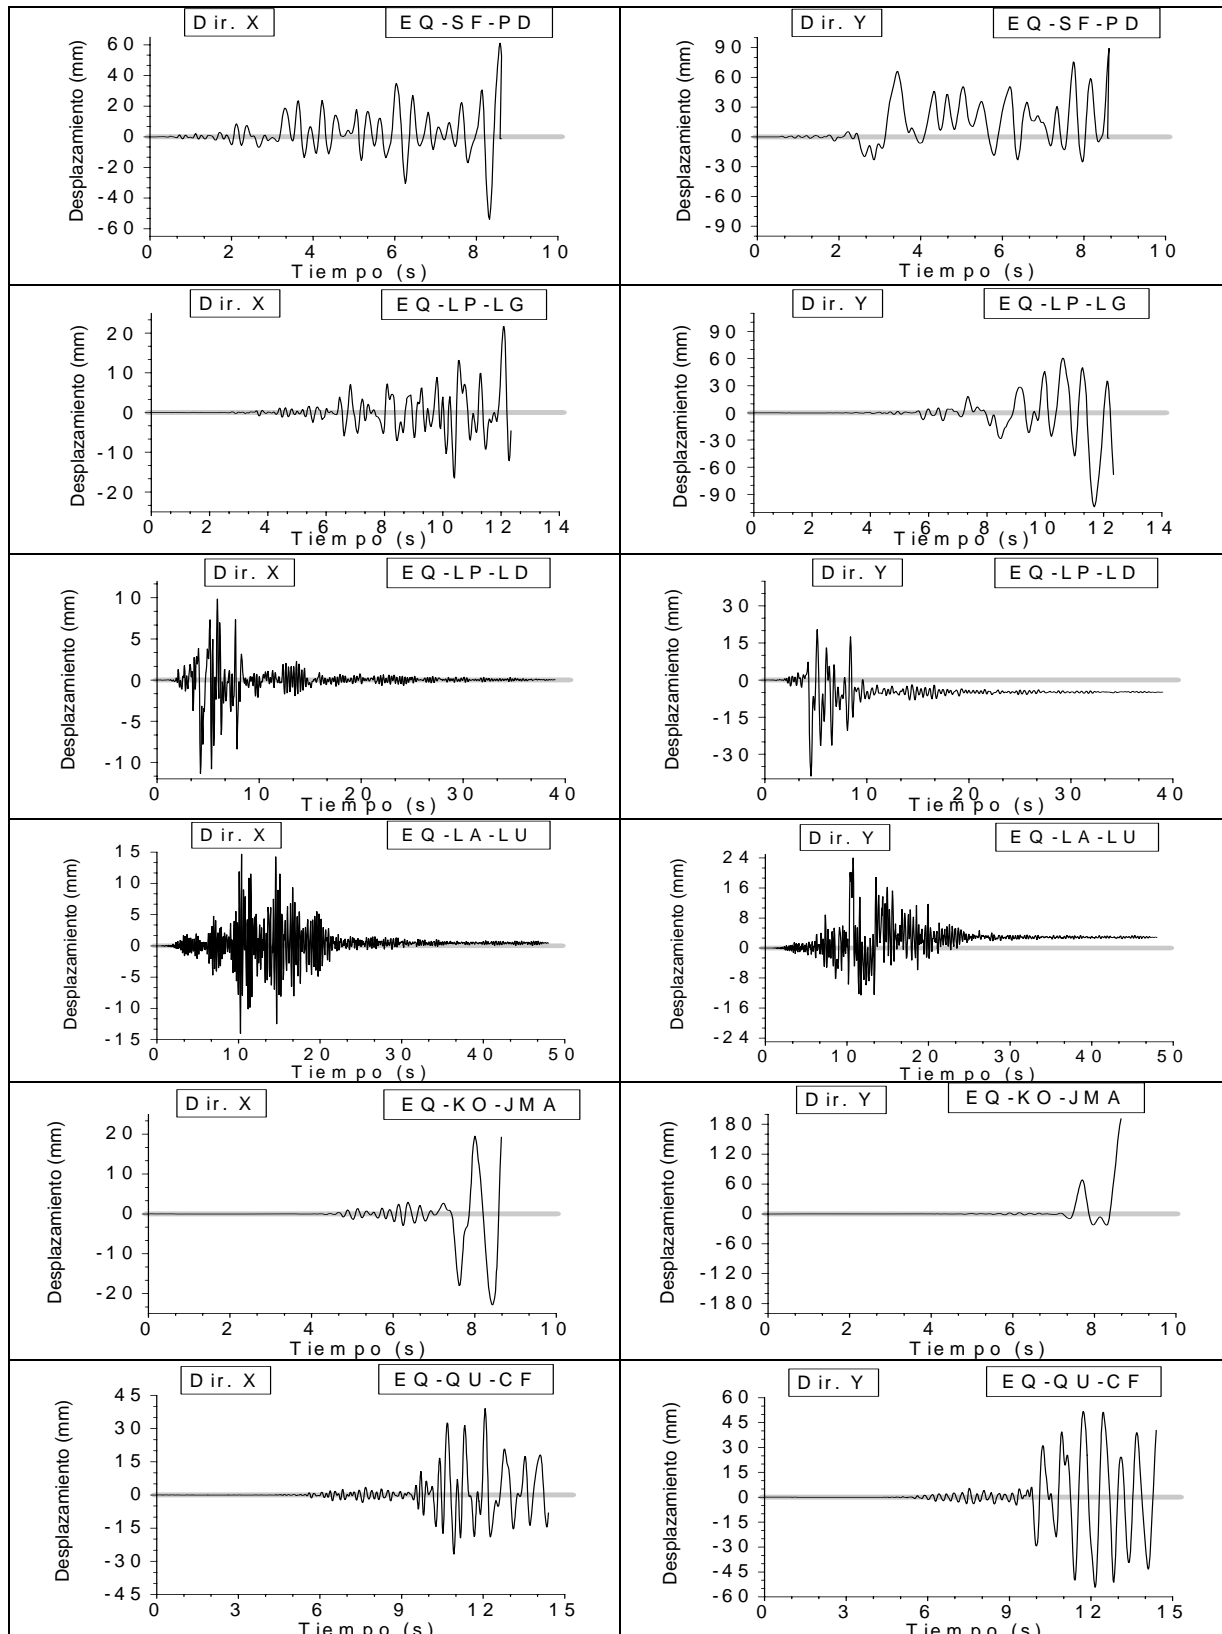 Dir. X
EQ-SF-PD
Desplazamiento (mm)
60
40
20
0
-20
-40
-60
0 2 4 6 8 10
Tiempo (s)
Dir. Y
EQ-SF-PD
Desplazamiento (mm)
90
60
30
0
-30
-60
-90
0 2 4 6 8 10
Tiempo (s)
Dir. X
EQ-LP-LG
Desplazamiento (mm)
20
10
0
-10
-20
0 2 4 6 8 10 12 14
Tiempo (s)
Dir. Y
EQ-LP-LG
Desplazamiento (mm)
90
60
30
0
-30
-60
-90
0 2 4 6 8 10 12 14
Tiempo (s)
Dir. X
EQ-LP-LD
Desplazamiento (mm)
10
5
0
-5
-10
0 10 20 30 40
Tiempo (s)
Dir. Y
EQ-LP-LD
Desplazamiento (mm)
30
15
0
-15
-30
0 10 20 30 40
Tiempo (s)
Dir. X
EQ-LA-LU
Desplazamiento (mm)
15
10
5
0
-5
-10
-15
0 10 20 30 40 50
Tiempo (s)
Dir. Y
EQ-LA-LU
Desplazamiento (mm)
24
16
8
0
-8
-16
-24
0 10 20 30 40 50
Tiempo (s)
Dir. X
EQ-KO-JMA
Desplazamiento (mm)
20
10
0
-10
-20
0 2 4 6 8 10
Tiempo (s)
Dir. Y
EQ-KO-JMA
Desplazamiento (mm)
180
120
60
0
-60
-120
-180
0 2 4 6 8 10
Tiempo (s)
Dir. X
EQ-QU-CF
Desplazamiento (mm)
45
30
15
0
-15
-30
-45
0 3 6 9 12 15
Tiempo (s)
Dir. Y
EQ-QU-CF
Desplazamiento (mm)
60
45
30
15
0
-15
-30
-45
-60
0 3 6 9 12 15
Tiempo (s)